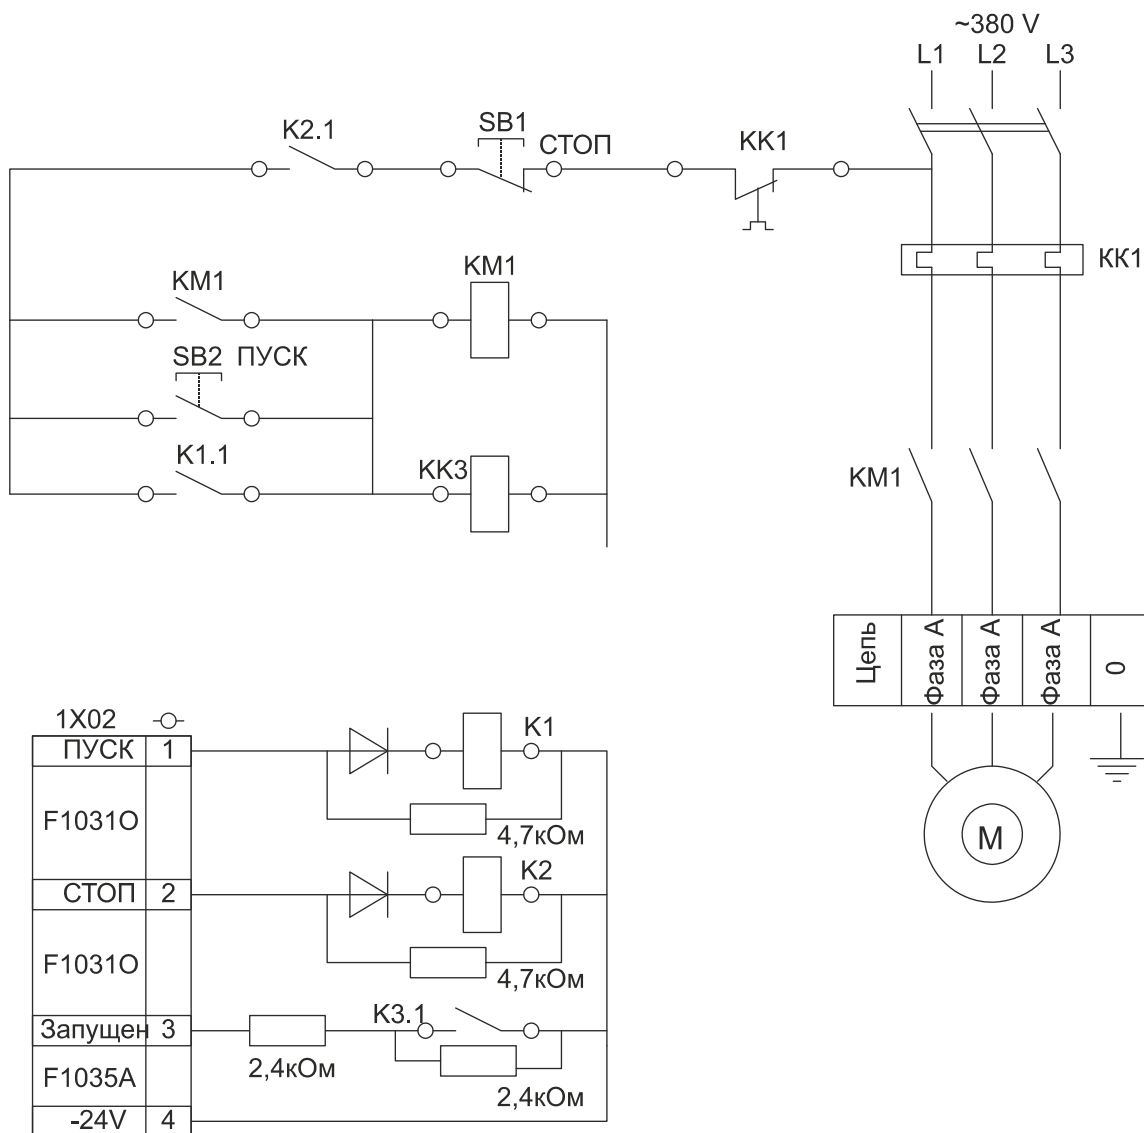 ~380 V
L1 L2 L3
K2.1
SB1
СТОП
KK1
KK1
KM1
KM1
SB2 ПУСК
K1.1
KK3
KM1
Цепь
Фаза А
Фаза А
Фаза А
0
M
1X02
ПУСК 1
K1
F1031O
4,7кОм
СТОП 2
K2
F1031O
4,7кОм
Запущен 3
K3.1
2,4кОм
2,4кОм
F1035A
-24V 4